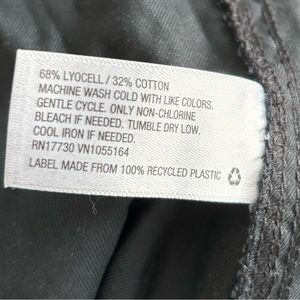 68% LYOCELL / 32% COTTON
MACHINE WASH COLD WITH LIKE COLORS.
GENTLE CYCLE. ONLY NON-CHLORINE
BLEACH IF NEEDED. TUMBLE DRY LOW.
COOL IRON IF NEEDED.
RN17730 VN1055164
LABEL MADE FROM 100% RECYCLED PLASTIC